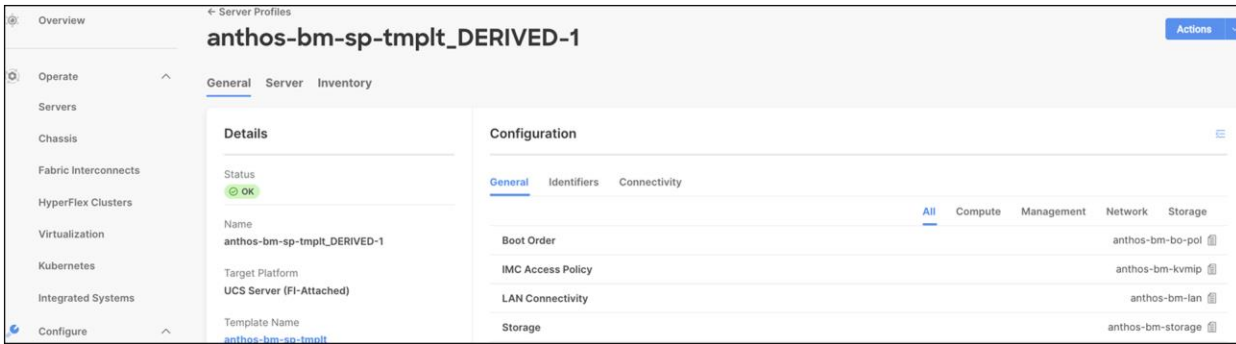 Overview
Operate
Servers
Chassis
Fabric Interconnects
HyperFlex Clusters
Virtualization
Kubernetes
Integrated Systems
Configure
← Server Profiles
anthos-bm-sp-tmplt_DERIVED-1
Actions
General Server Inventory
Details
Status
OK
Name
anthos-bm-sp-tmplt_DERIVED-1
Target Platform
UCS Server (FI-Attached)
Template Name
anthos-bm-sp-tmplt
Configuration
General Identifiers Connectivity
All Compute Management Network Storage
Boot Order anthos-bm-bo-pol
IMC Access Policy anthos-bm-kvmip
LAN Connectivity anthos-bm-lan
Storage anthos-bm-storage